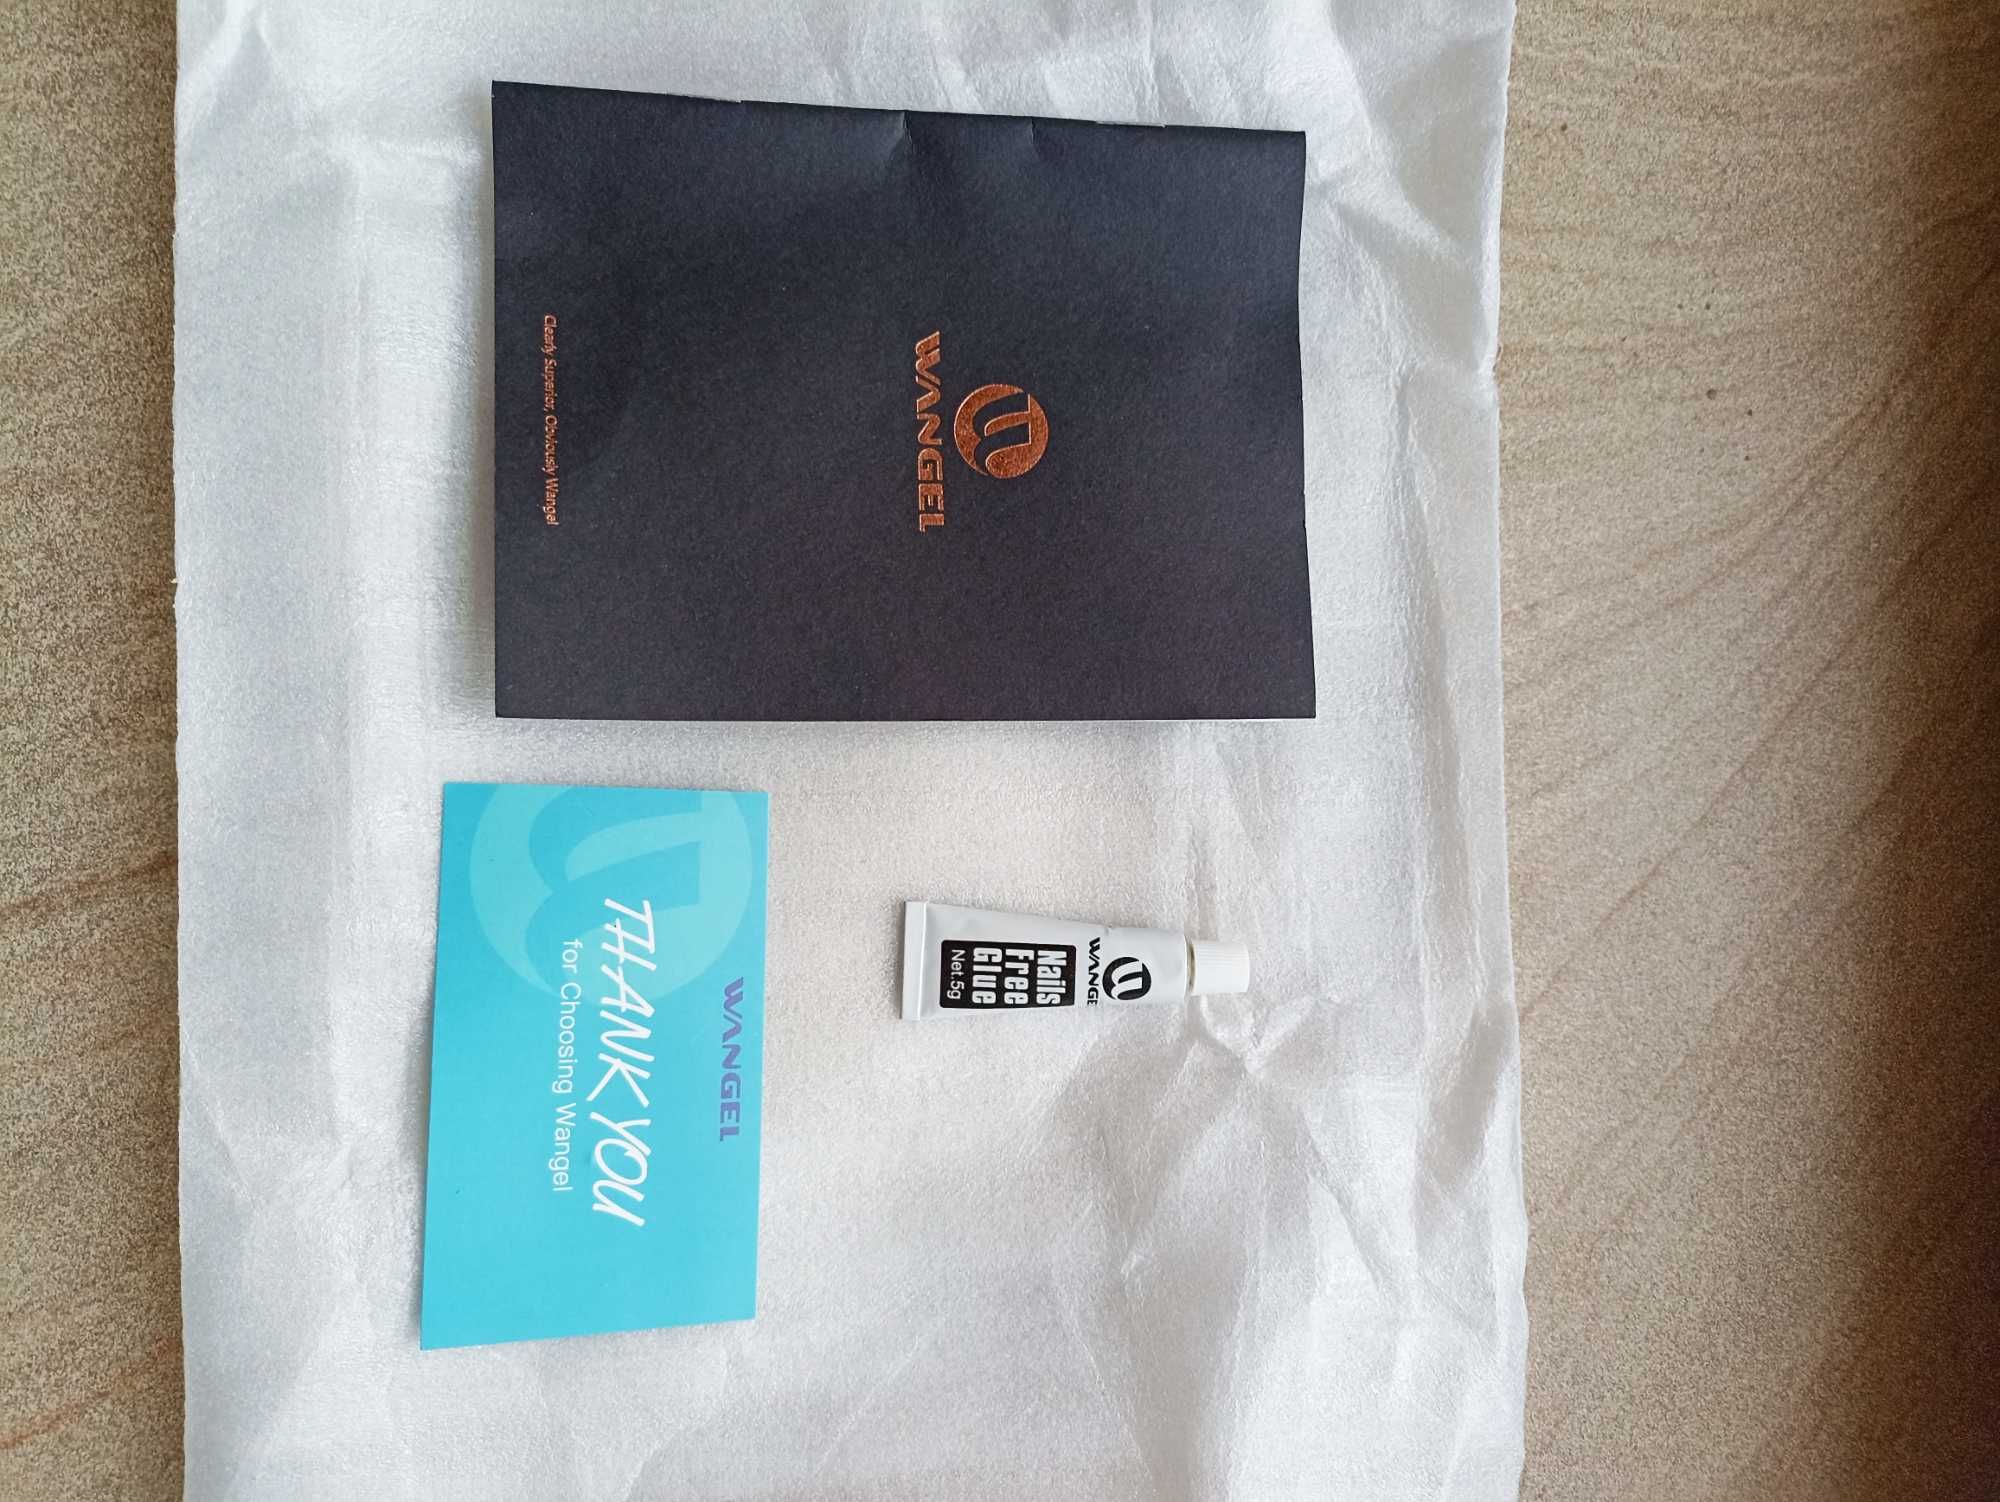 WANGEL
Clearly Superior, Obviously Wangel
WANGEL
Nails
Free
Glue
Net.5g
WANGEL
THANK YOU
for Choosing Wangel